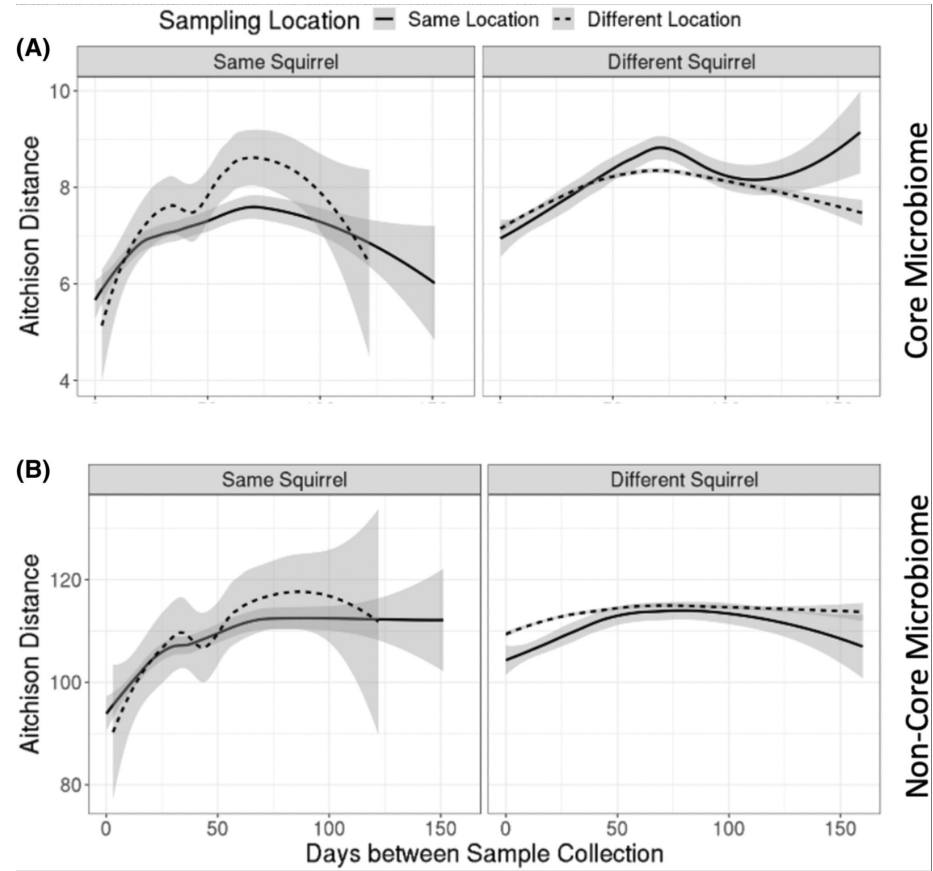 Sampling Location Same Location Different Location
(A)
Same Squirrel Different Squirrel
10
8
6
4
Aitchison Distance
Core Microbiome
(B)
Same Squirrel Different Squirrel
120
100
80
Aitchison Distance
Non-Core Microbiome
0 50 100 150 0 50 100 150
Days between Sample Collection